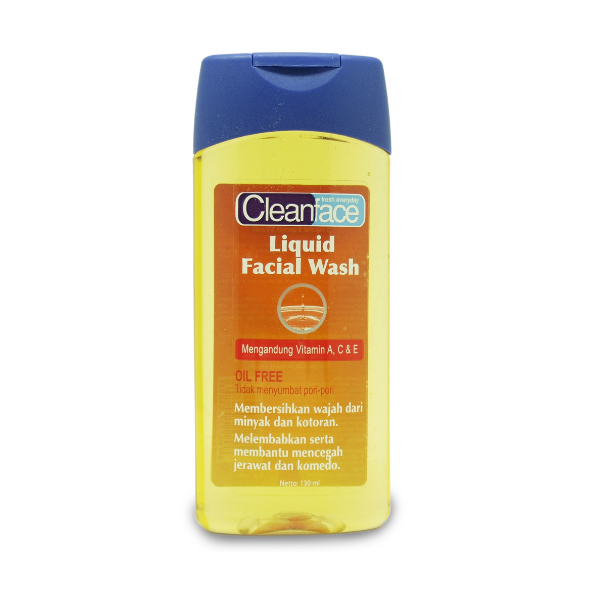 fresh everyday
Cleanface
Liquid
Facial Wash
Mengandung Vitamin A, C & E
OIL FREE
Tidak menyumbat pori-pori
Membersihkan wajah dari
minyak dan kotoran.
Melembabkan serta
membantu mencegah
jerawat dan komedo.
Netto: 130 ml